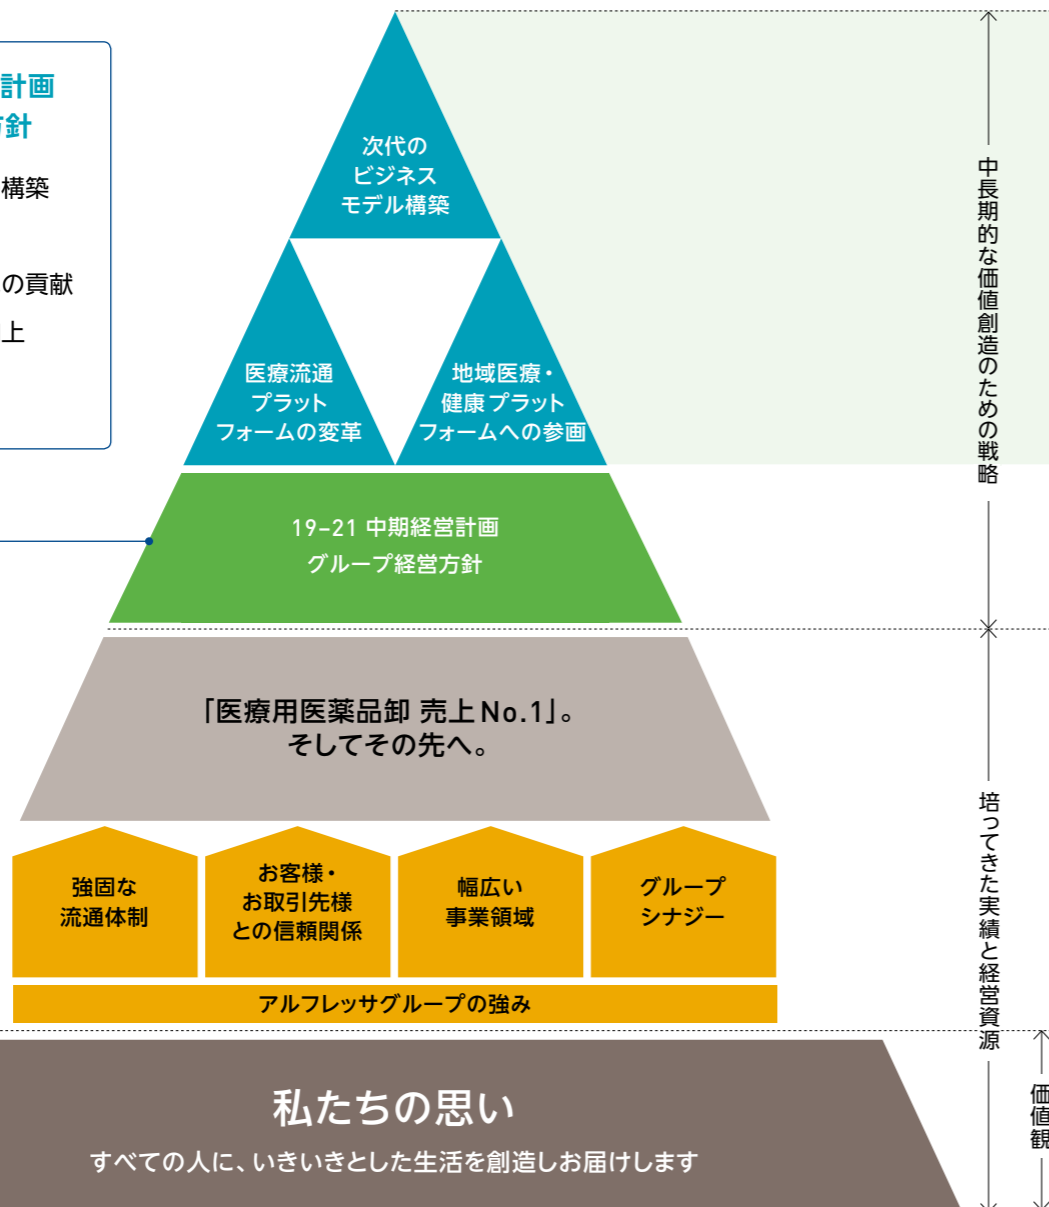 計画
方針
構築
の貢献
上
次代の
ビジネス
モデル構築
医療流通
プラット
フォームの変革
地域医療・
健康プラット
フォームへの参画
19–21 中期経営計画
グループ経営方針
「医療用医薬品卸 売上No.1」。
そしてその先へ。
強固な
流通体制
お客様・
お取引先様
との信頼関係
幅広い
事業領域
グループ
シナジー
アルフレッサグループの強み
私たちの思い
すべての人に、いきいきとした生活を創造しお届けします
中長期的な価値創造のための戦略
培ってきた実績と経営資源
価値観